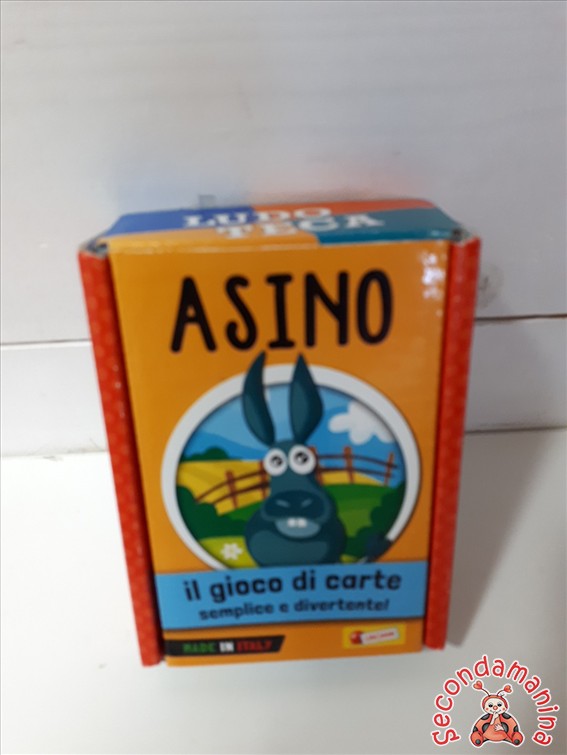 LUDO
TECA
ASINO
il gioco di carte
semplice e divertente!
MADE IN ITALY
Secondamanina